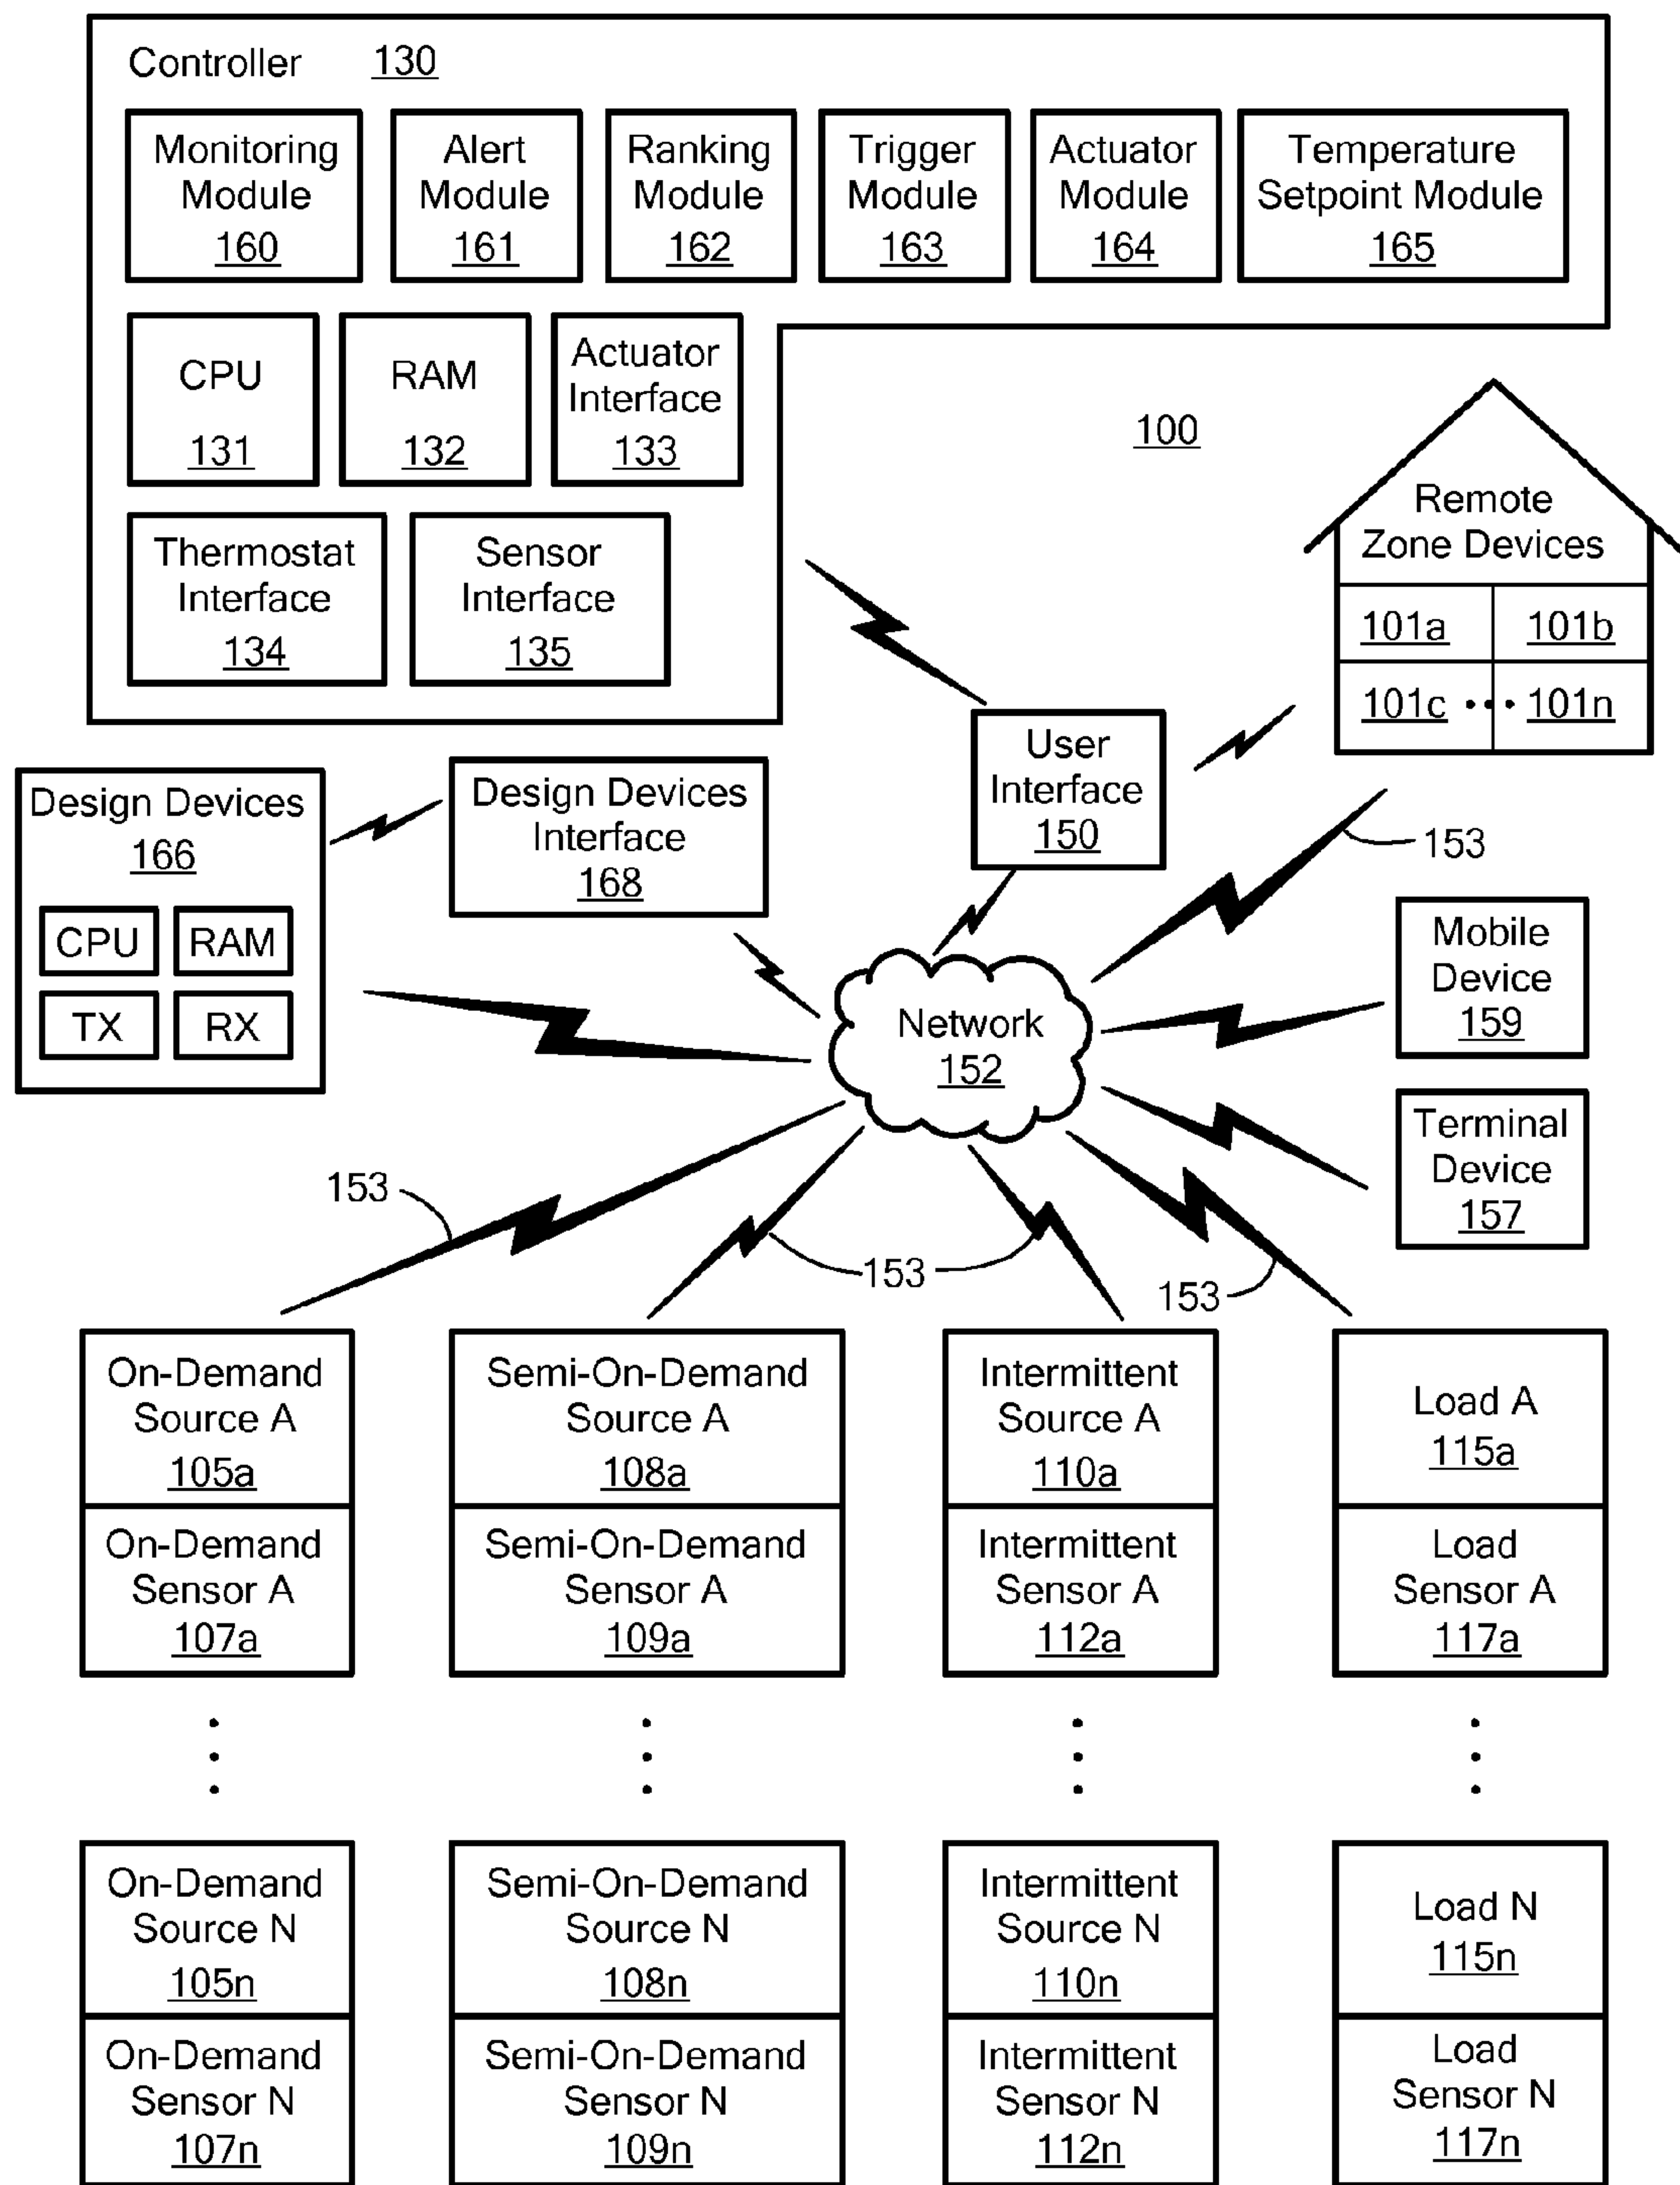 Controller 130
Monitoring
Module
160
Alert
Module
161
Ranking
Module
162
Trigger
Module
163
Actuator
Module
164
Temperature
Setpoint Module
165
CPU
131
RAM
132
Actuator
Interface
133
Thermostat
Interface
134
Sensor
Interface
135
100
Remote
Zone Devices
101a
101b
101c ••• 101n
User
Interface
150
Design Devices
166
CPU
RAM
TX
RX
Design Devices
Interface
168
153
Mobile
Device
159
Network
152
Terminal
Device
157
153
153
153
On-Demand
Source A
105a
On-Demand
Sensor A
107a
Semi-On-Demand
Source A
108a
Semi-On-Demand
Sensor A
109a
Intermittent
Source A
110a
Intermittent
Sensor A
112a
Load A
115a
Load
Sensor A
117a
On-Demand
Source N
105n
On-Demand
Sensor N
107n
Semi-On-Demand
Source N
108n
Semi-On-Demand
Sensor N
109n
Intermittent
Source N
110n
Intermittent
Sensor N
112n
Load N
115n
Load
Sensor N
117n